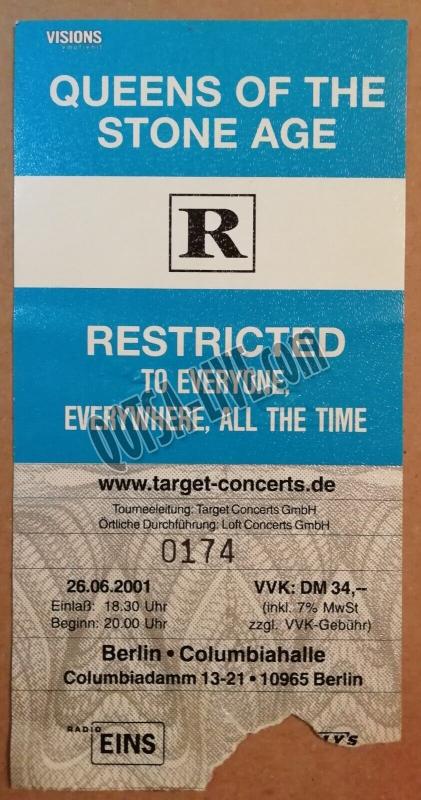 VISIONS
QUEENS OF THE
STONE AGE
R
RESTRICTED
TO EVERYONE,
EVERYWHERE, ALL THE TIME
QOTSA-LIVE.com
www.target-concerts.de
Tourneeleitung: Target Concerts GmbH
Örtliche Durchführung: Loft Concerts GmbH
0174
26.06.2001 VVK: DM 34,--
Einlaß: 18.30 Uhr (inkl. 7% MwSt
Beginn: 20.00 Uhr zzgl. VVK-Gebühr)
Berlin • Columbiahalle
Columbiadamm 13-21 • 10965 Berlin
RADIO
EINS